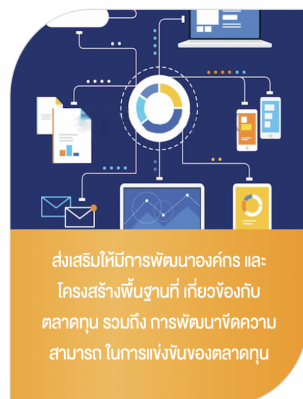 ส่งเสริมให้มีการพัฒนาองค์กร และ
โครงสร้างพื้นฐานที่ เกี่ยวข้องกับ
ตลาดทุน รวมถึง การพัฒนาขีดความ
สามารถ ในการแข่งขันของตลาดทุน